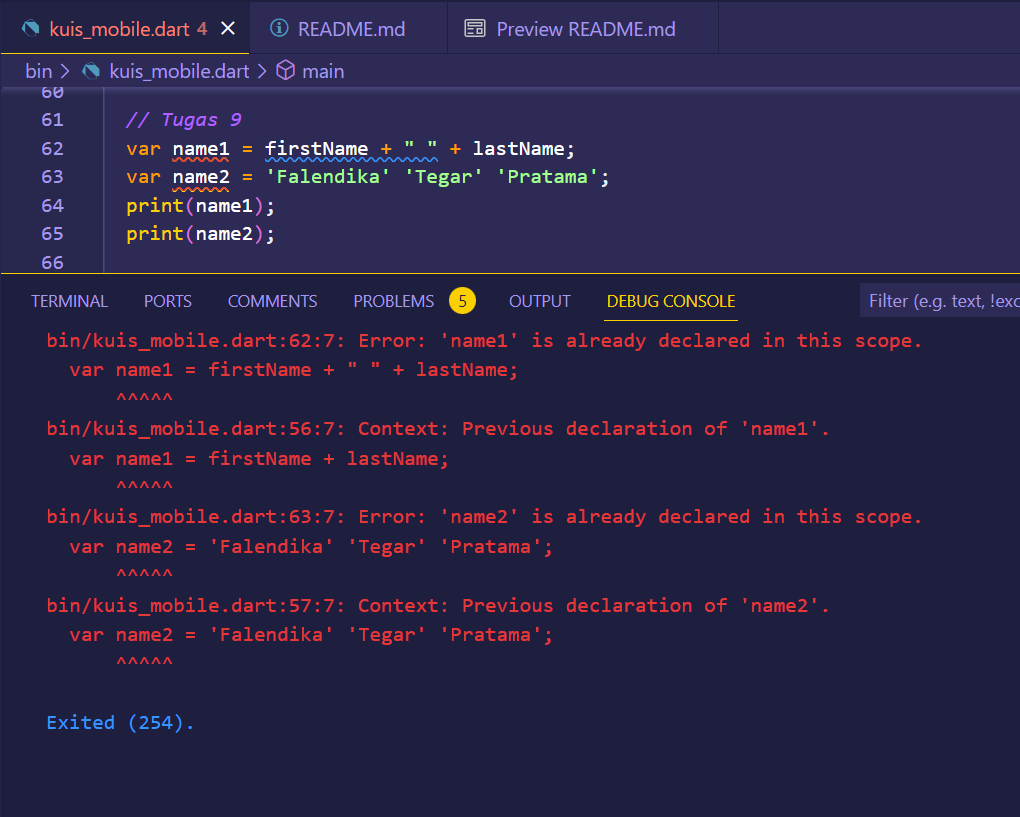 kuis_mobile.dart 4
README.md
Preview README.md
bin > kuis_mobile.dart > main
60
61 // Tugas 9
62 var name1 = firstName + " " + lastName;
63 var name2 = 'Falendika' 'Tegar' 'Pratama';
64 print(name1);
65 print(name2);
66
TERMINAL PORTS COMMENTS PROBLEMS 5 OUTPUT DEBUG CONSOLE Filter (e.g. text, !exc
bin/kuis_mobile.dart:62:7: Error: 'name1' is already declared in this scope.
var name1 = firstName + " " + lastName;
^^^^^
bin/kuis_mobile.dart:56:7: Context: Previous declaration of 'name1'.
var name1 = firstName + lastName;
^^^^^
bin/kuis_mobile.dart:63:7: Error: 'name2' is already declared in this scope.
var name2 = 'Falendika' 'Tegar' 'Pratama';
^^^^^
bin/kuis_mobile.dart:57:7: Context: Previous declaration of 'name2'.
var name2 = 'Falendika' 'Tegar' 'Pratama';
^^^^^
Exited (254).